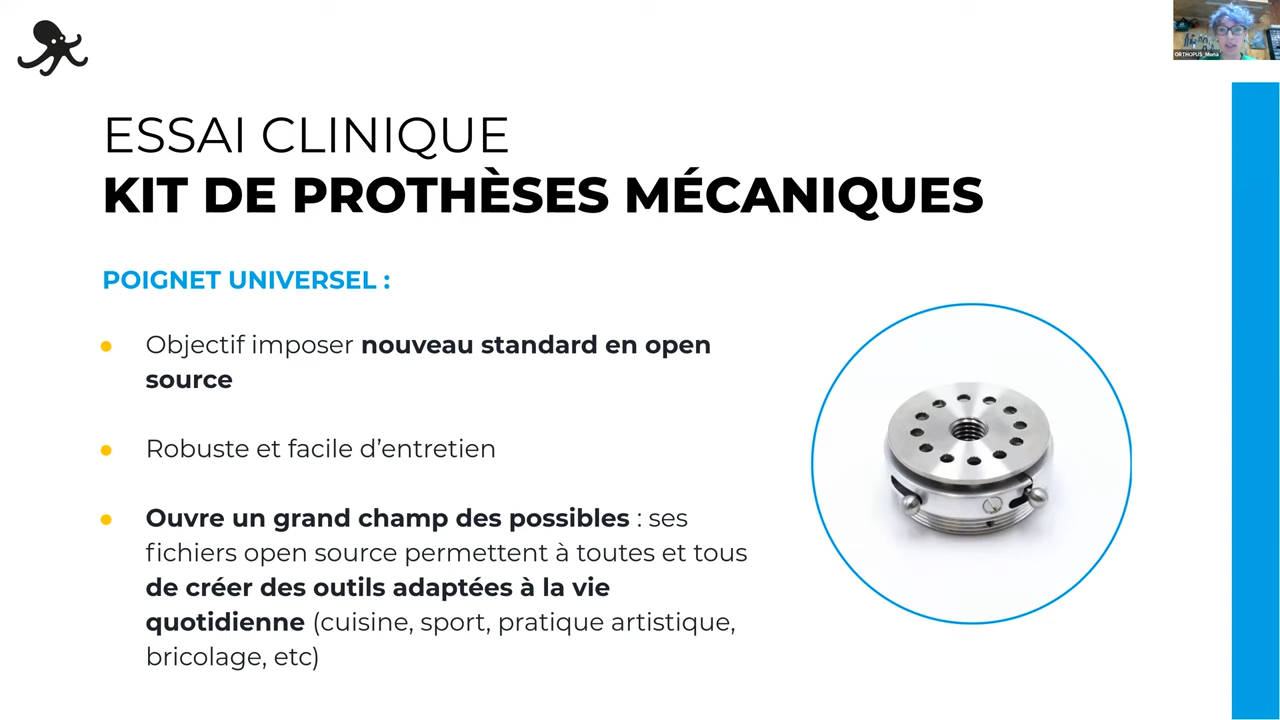 ORTHOPUS_Mona
ESSAI CLINIQUE
KIT DE PROTHÈSES MÉCANIQUES
POIGNET UNIVERSEL :
Objectif imposer nouveau standard en open
source
Robuste et facile d’entretien
Ouvre un grand champ des possibles : ses
fichiers open source permettent à toutes et tous
de créer des outils adaptées à la vie
quotidienne (cuisine, sport, pratique artistique,
bricolage, etc)